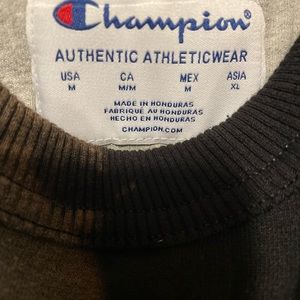 Champion
AUTHENTIC ATHLETICWEAR
USA CA MEX ASIA
M M/M M XL
MADE IN HONDURAS
FABRIQUÉ AU HONDURAS
HECHO EN HONDURAS
CHAMPION.COM